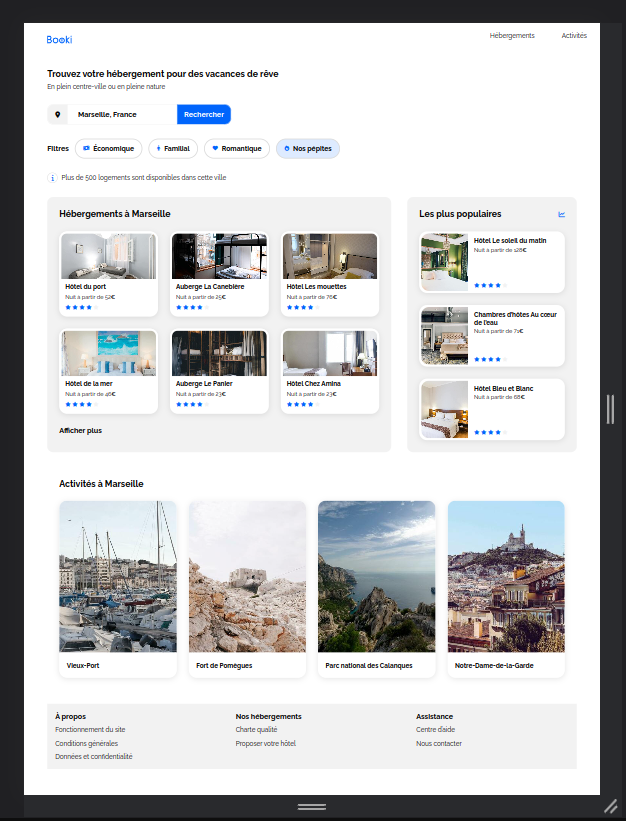 Booki
Hébergements
Activités
Trouvez votre hébergement pour des vacances de rêve
En plein centre-ville ou en pleine nature
Marseille, France
Rechercher
Filtres
Économique
Familial
Romantique
Nos pépites
Plus de 500 logements sont disponibles dans cette ville
Hébergements à Marseille
Hôtel du port
Nuit à partir de 52€
Auberge La Canebière
Nuit à partir de 25€
Hôtel Les mouettes
Nuit à partir de 76€
Hôtel de la mer
Nuit à partir de 46€
Auberge Le Panier
Nuit à partir de 23€
Hôtel Chez Amina
Nuit à partir de 23€
Afficher plus
Les plus populaires
Hôtel Le soleil du matin
Nuit à partir de 128€
Chambres d'hôtes Au cœur
de l'eau
Nuit à partir de 71€
Hôtel Bleu et Blanc
Nuit à partir de 68€
Activités à Marseille
Vieux-Port
Fort de Pomègues
Parc national des Calanques
Notre-Dame-de-la-Garde
À propos
Fonctionnement du site
Conditions générales
Données et confidentialité
Nos hébergements
Charte qualité
Proposer votre hôtel
Assistance
Centre d'aide
Nous contacter